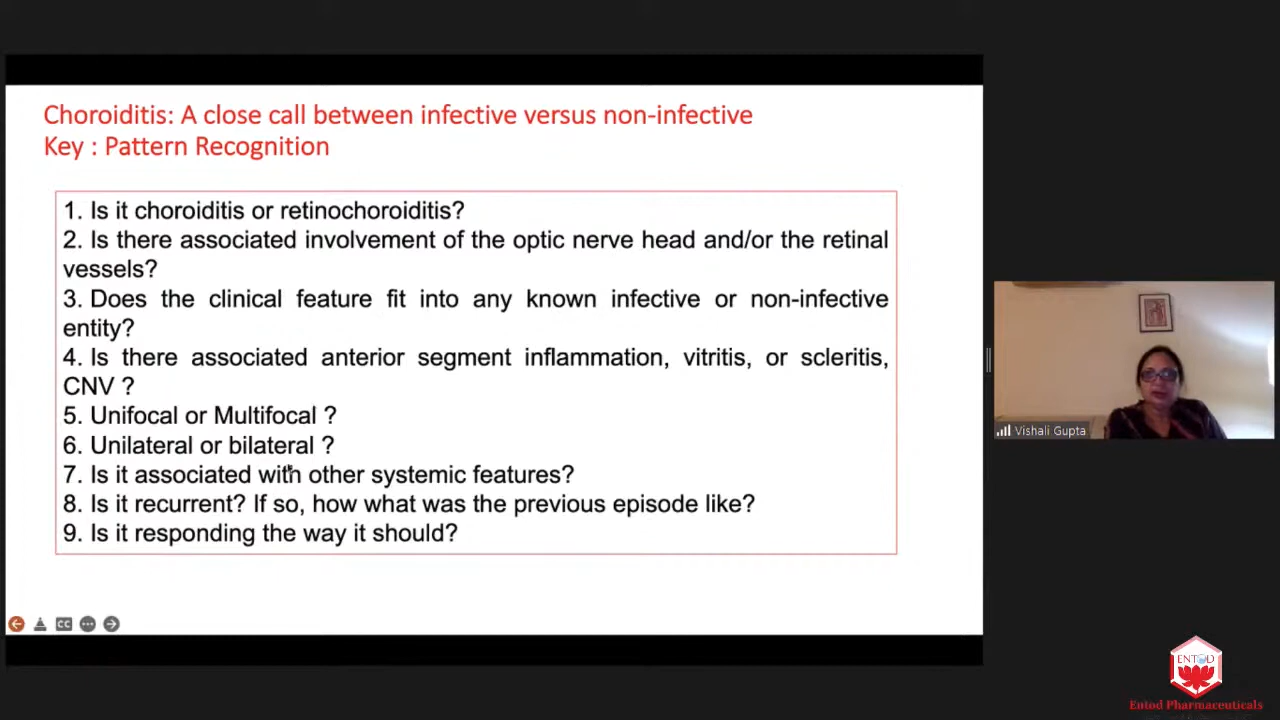 Choroiditis: A close call between infective versus non-infective
Key : Pattern Recognition
1. Is it choroiditis or retinochoroiditis?
2. Is there associated involvement of the optic nerve head and/or the retinal
vessels?
3. Does the clinical feature fit into any known infective or non-infective
entity?
4. Is there associated anterior segment inflammation, vitritis, or scleritis,
CNV ?
5. Unifocal or Multifocal ?
6. Unilateral or bilateral ?
7. Is it associated with other systemic features?
8. Is it recurrent? If so, how what was the previous episode like?
9. Is it responding the way it should?
CC
Vishali Gupta
ENTOD
Entod Pharmaceuticals